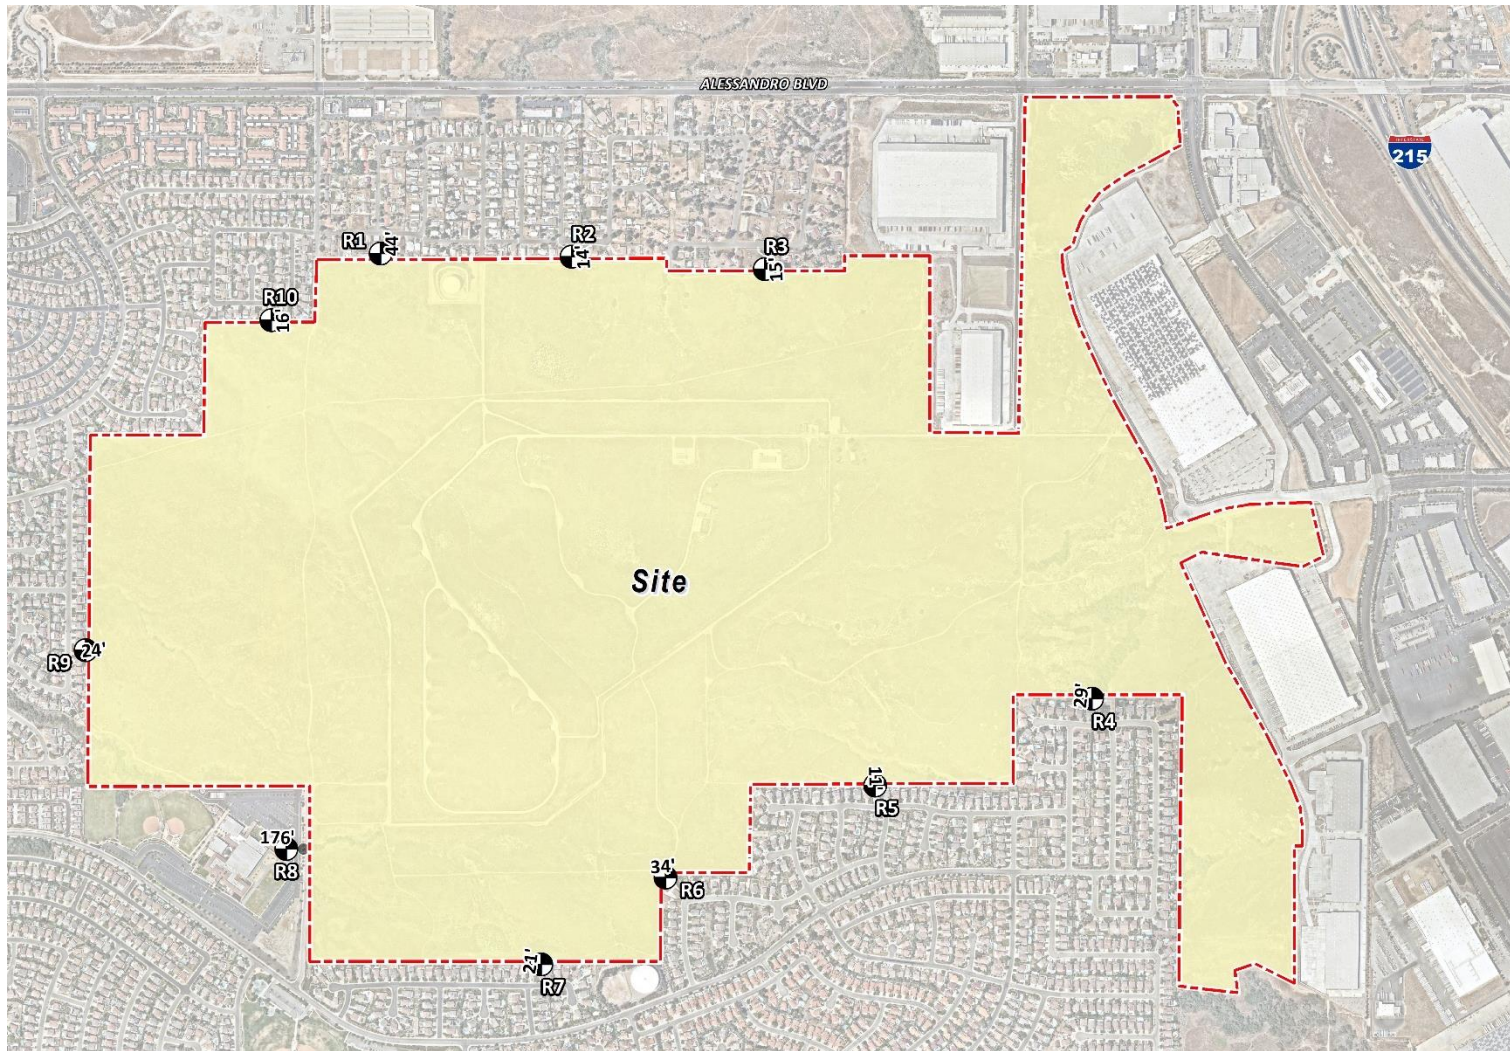 ALESSANDRO BLVD
INTERSTATE
215
R1
44'
R2
14'
R3
15'
R10
16'
Site
R9
24'
29'
R4
11'
R5
176'
R8
34'
R6
21'
R7